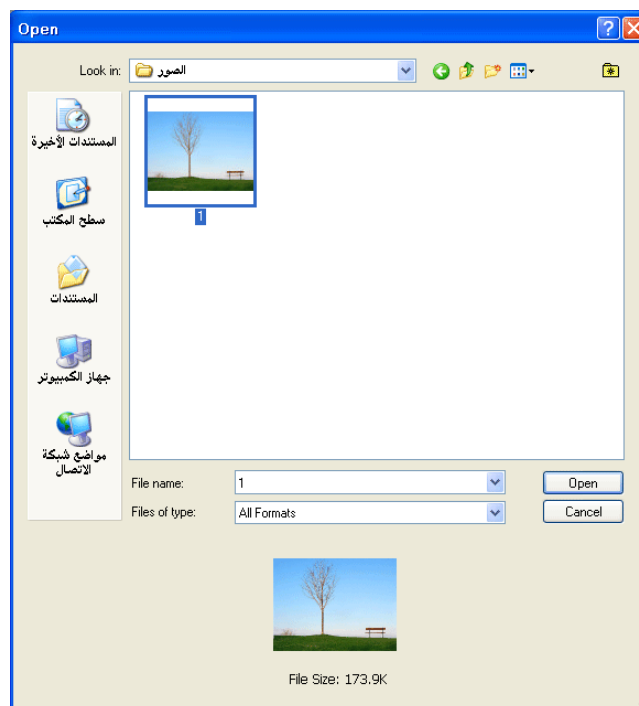 Open
Look in:
الصور
المستندات الأخيرة
سطح المكتب
المستندات
جهاز الكمبيوتر
مواضع شبكة
الاتصال
1
File name:
1
Open
Files of type:
All Formats
Cancel
File Size: 173.9K